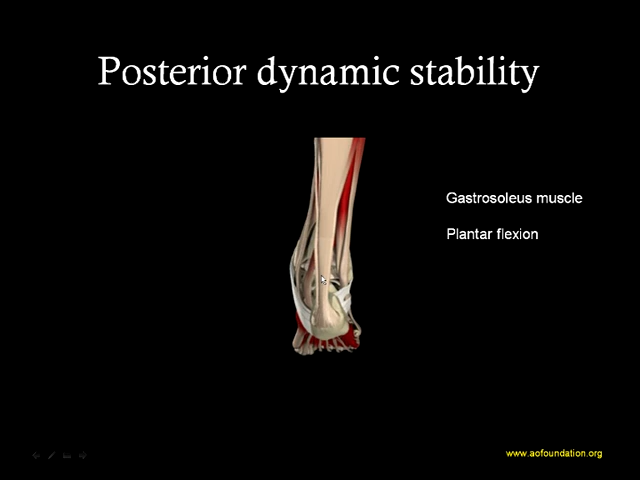 Posterior dynamic stability
Gastrosoleus muscle
Plantar flexion
www.aofoundation.org